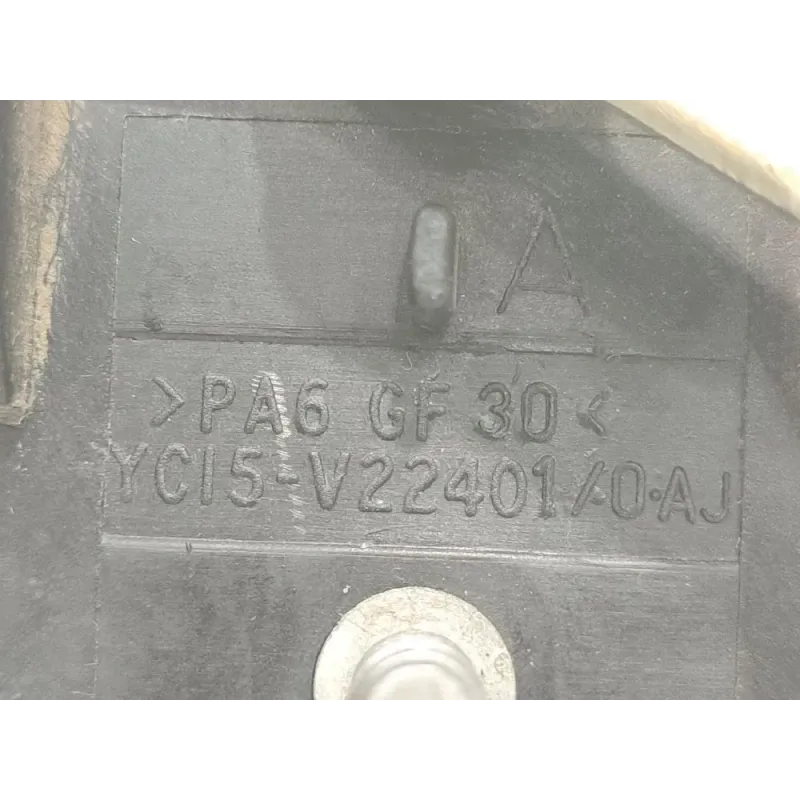 A
>PA6 GF 30<
YC15-V22401/0·AJ